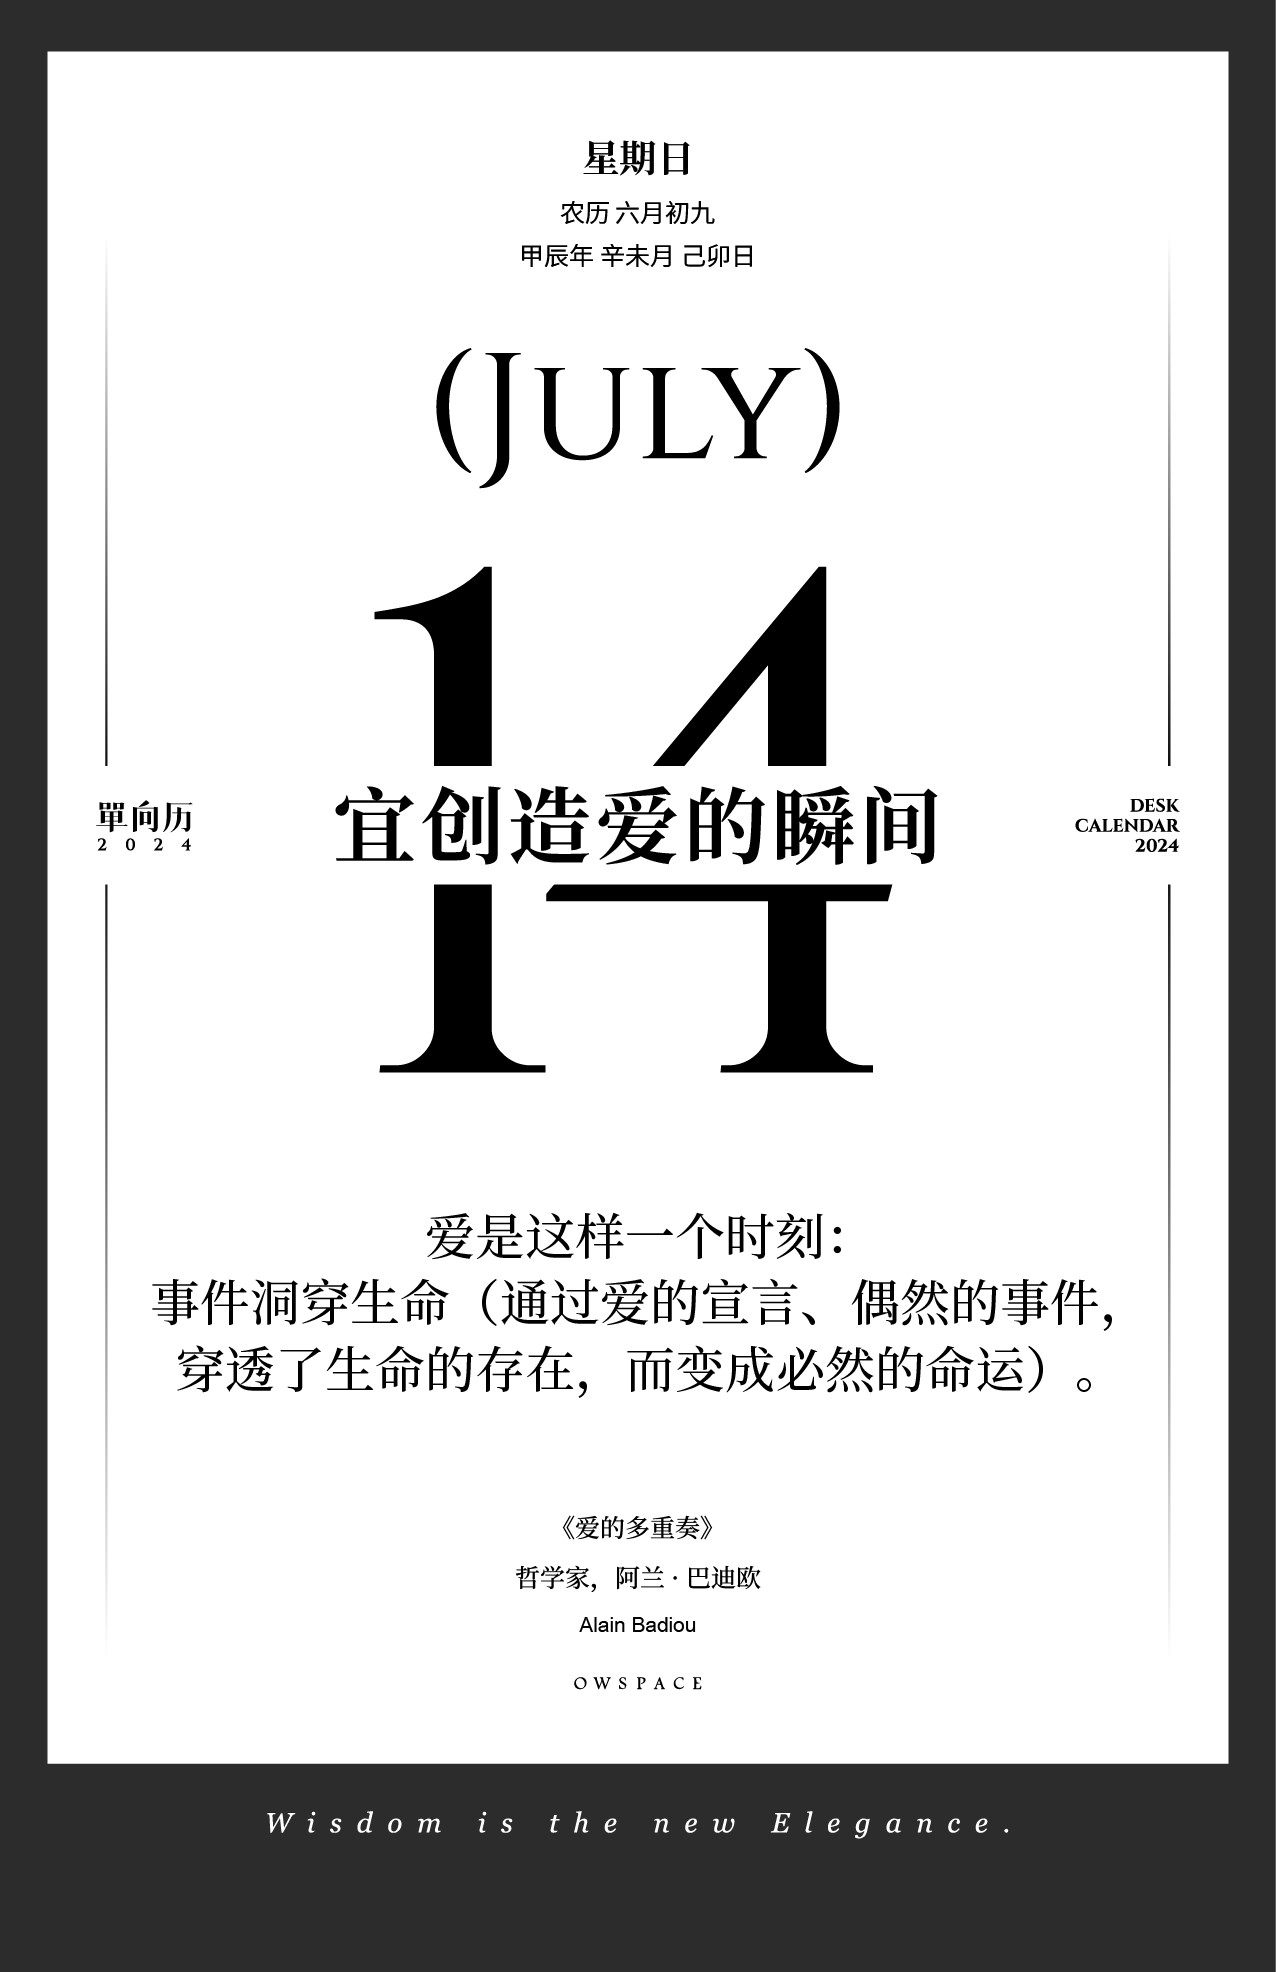 星期日
农历 六月初九
甲辰年 辛未月 己卯日
(JULY)
14
單向历
2024
宜创造爱的瞬间
DESK
CALENDAR
2024
爱是这样一个时刻：
事件洞穿生命（通过爱的宣言、偶然的事件，
穿透了生命的存在，而变成必然的命运）。
《爱的多重奏》
哲学家，阿兰·巴迪欧
Alain Badiou
OWSPACE
Wisdom is the new Elegance.